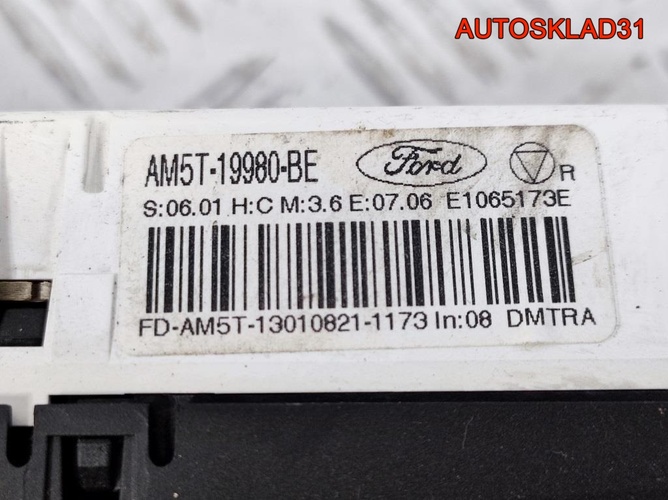 AUTOSKLAD31
AM5T-19980-BE Ford R
S:06.01 H:C M:3.6 E:07.06 E1065173E
FD-AM5T-13010821-1173 In:08 DMTRA